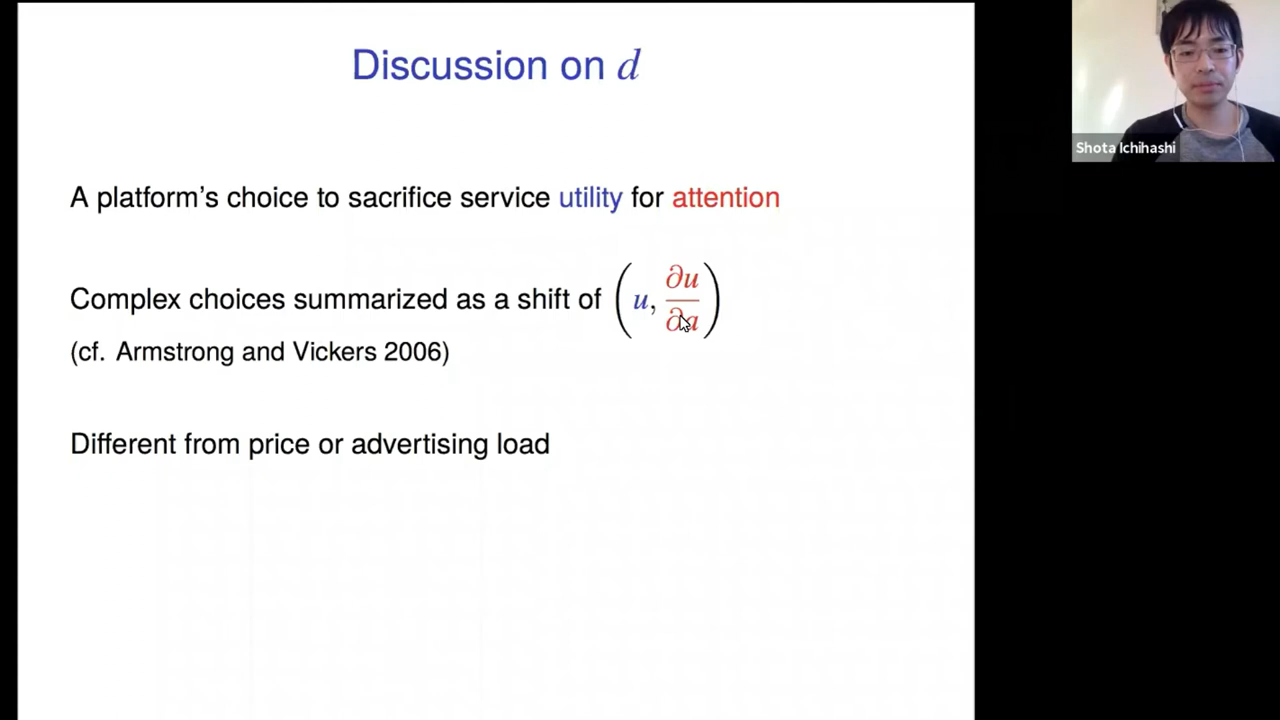 Discussion on d
A platform's choice to sacrifice service utility for attention
Complex choices summarized as a shift of (u, ∂u/∂a)
(cf. Armstrong and Vickers 2006)
Different from price or advertising load
Shota Ichihashi